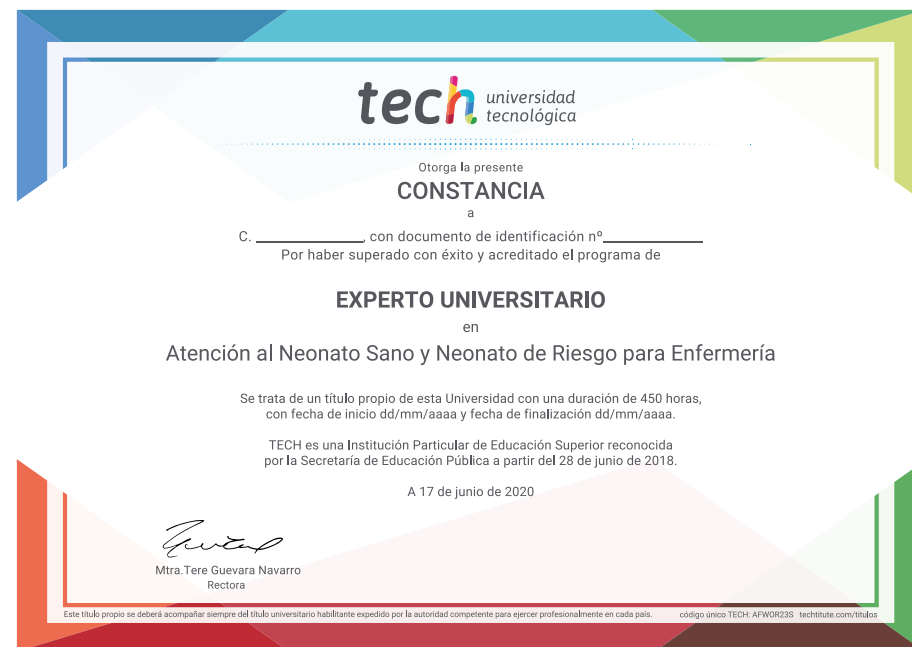 tech universidad
tecnológica
Otorga la presente
CONSTANCIA
a
C. ____________, con documento de identificación nº____________
Por haber superado con éxito y acreditado el programa de
EXPERTO UNIVERSITARIO
en
Atención al Neonato Sano y Neonato de Riesgo para Enfermería
Se trata de un título propio de esta Universidad con una duración de 450 horas,
con fecha de inicio dd/mm/aaaa y fecha de finalización dd/mm/aaaa.
TECH es una Institución Particular de Educación Superior reconocida
por la Secretaría de Educación Pública a partir del 28 de junio de 2018.
A 17 de junio de 2020
Mtra.Tere Guevara Navarro
Rectora
Este título propio se deberá acompañar siempre del título universitario habilitante expedido por la autoridad competente para ejercer profesionalmente en cada país. código único TECH: AFWOR23S techtitute.com/titulos